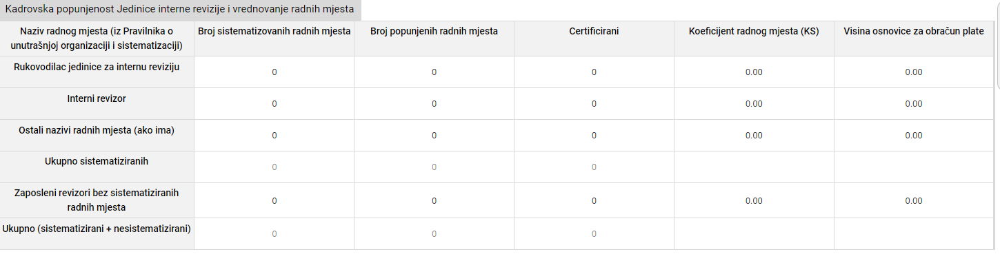 Kadrovska popunjenost Jedinice interne revizije i vrednovanje radnih mjesta
Naziv radnog mjesta (iz Pravilnika o
unutrašnjoj organizaciji i sistematizaciji)
Broj sistematizovanih radnih mjesta
Broj popunjenih radnih mjesta
Certificirani
Koeficijent radnog mjesta (KS)
Visina osnovice za obračun plate
Rukovodilac jedinice za internu reviziju
0 0 0 0.00 0.00
Interni revizor
0 0 0 0.00 0.00
Ostali nazivi radnih mjesta (ako ima)
0 0 0 0.00 0.00
Ukupno sistematiziranih
0 0 0
Zaposleni revizori bez sistematiziranih
radnih mjesta
0 0 0 0.00 0.00
Ukupno (sistematizirani + nesistematizirani)
0 0 0